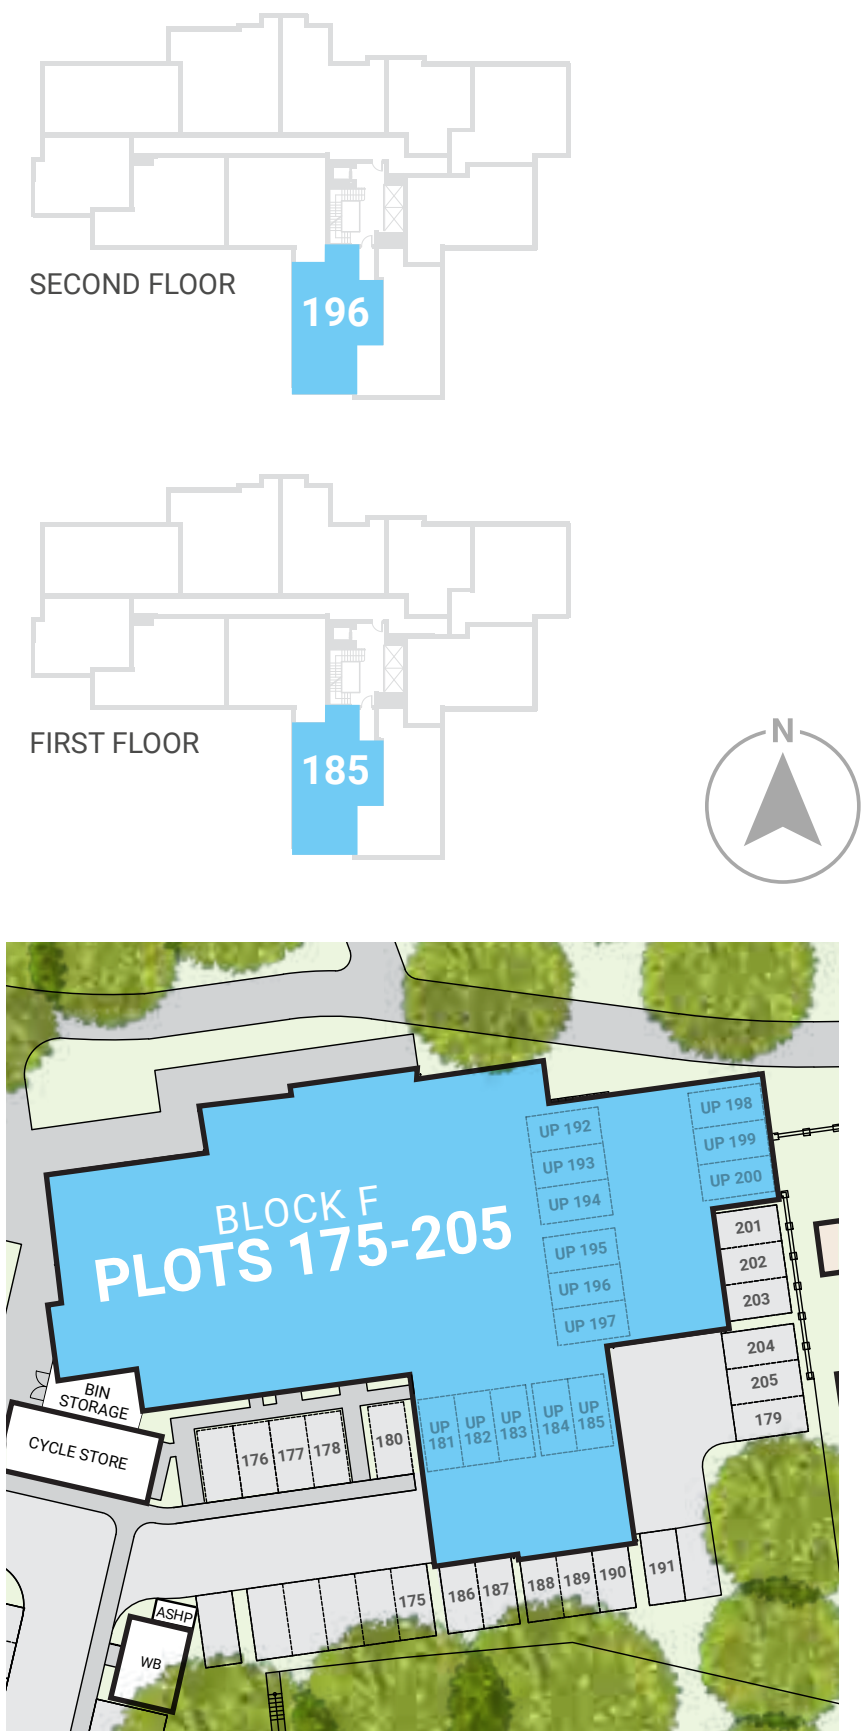 196
SECOND FLOOR
185
FIRST FLOOR
N
UP 198
UP 199
UP 200
UP 192
UP 193
UP 194
BLOCK F
PLOTS 175-205
UP 195
UP 196
UP 197
201
202
203
204
205
179
BIN
STORAGE
CYCLE STORE
176
177
178
180
UP
181
UP
182
UP
183
UP
184
UP
185
175
186
187
188
189
190
191
ASHP
WB